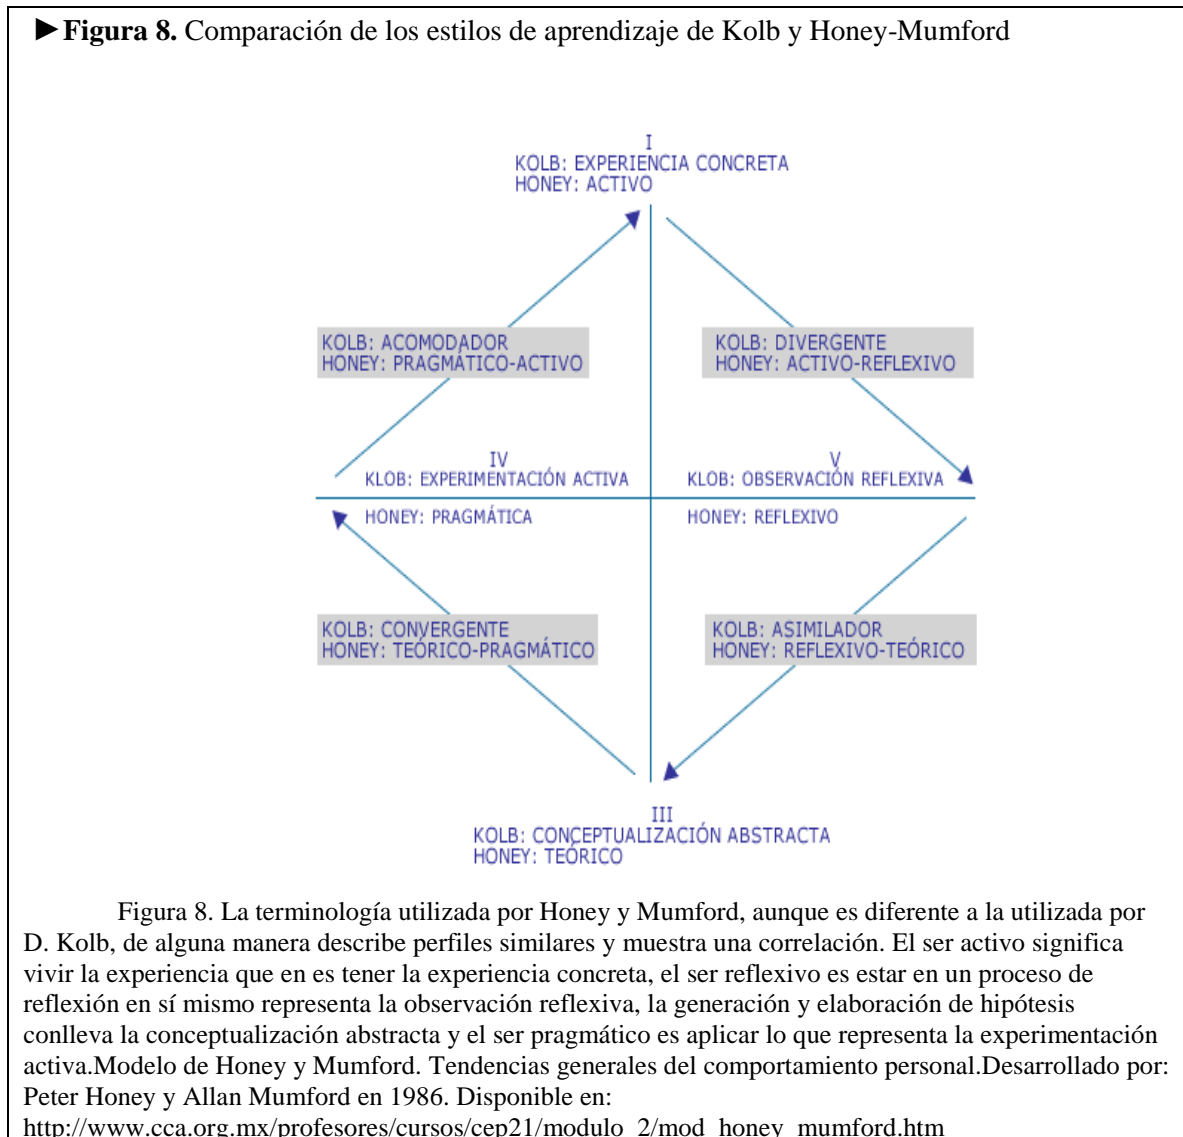 ►Figura 8. Comparación de los estilos de aprendizaje de Kolb y Honey-Mumford
I
KOLB: EXPERIENCIA CONCRETA
HONEY: ACTIVO
KOLB: ACOMODADOR
HONEY: PRAGMÁTICO-ACTIVO
KOLB: DIVERGENTE
HONEY: ACTIVO-REFLEXIVO
IV
KLOB: EXPERIMENTACIÓN ACTIVA
HONEY: PRAGMÁTICA
V
KLOB: OBSERVACIÓN REFLEXIVA
HONEY: REFLEXIVO
KOLB: CONVERGENTE
HONEY: TEÓRICO-PRAGMÁTICO
KOLB: ASIMILADOR
HONEY: REFLEXIVO-TEÓRICO
III
KOLB: CONCEPTUALIZACIÓN ABSTRACTA
HONEY: TEÓRICO
Figura 8. La terminología utilizada por Honey y Mumford, aunque es diferente a la utilizada por
D. Kolb, de alguna manera describe perfiles similares y muestra una correlación. El ser activo significa
vivir la experiencia que en es tener la experiencia concreta, el ser reflexivo es estar en un proceso de
reflexión en sí mismo representa la observación reflexiva, la generación y elaboración de hipótesis
conlleva la conceptualización abstracta y el ser pragmático es aplicar lo que representa la experimentación
activa.Modelo de Honey y Mumford. Tendencias generales del comportamiento personal.Desarrollado por:
Peter Honey y Allan Mumford en 1986. Disponible en:
http://www.cca.org.mx/profesores/cursos/cep21/modulo_2/mod_honey_mumford.htm